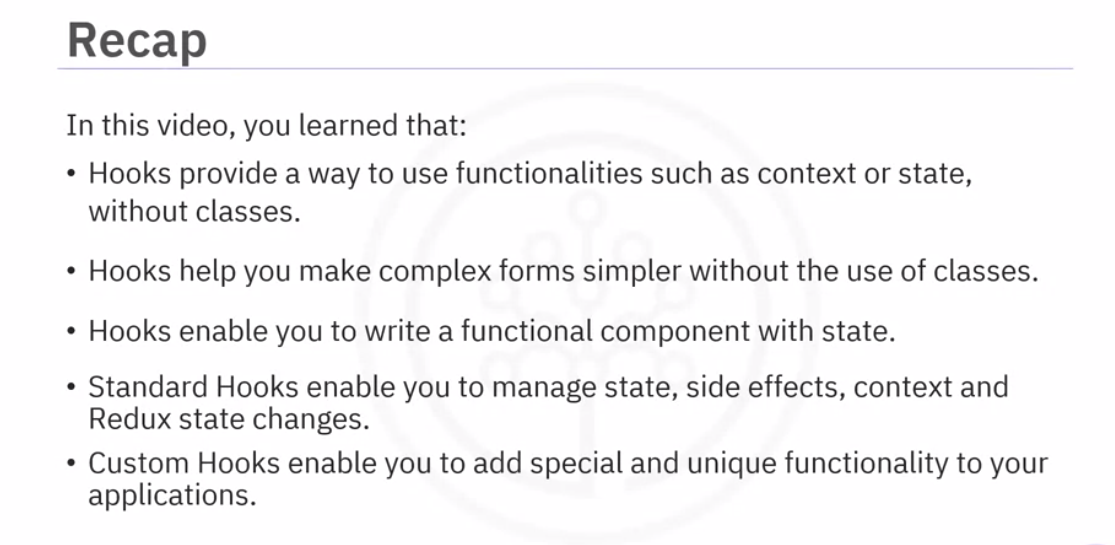 Recap
In this video, you learned that:
• Hooks provide a way to use functionalities such as context or state,
without classes.
• Hooks help you make complex forms simpler without the use of classes.
• Hooks enable you to write a functional component with state.
• Standard Hooks enable you to manage state, side effects, context and
Redux state changes.
• Custom Hooks enable you to add special and unique functionality to your
applications.